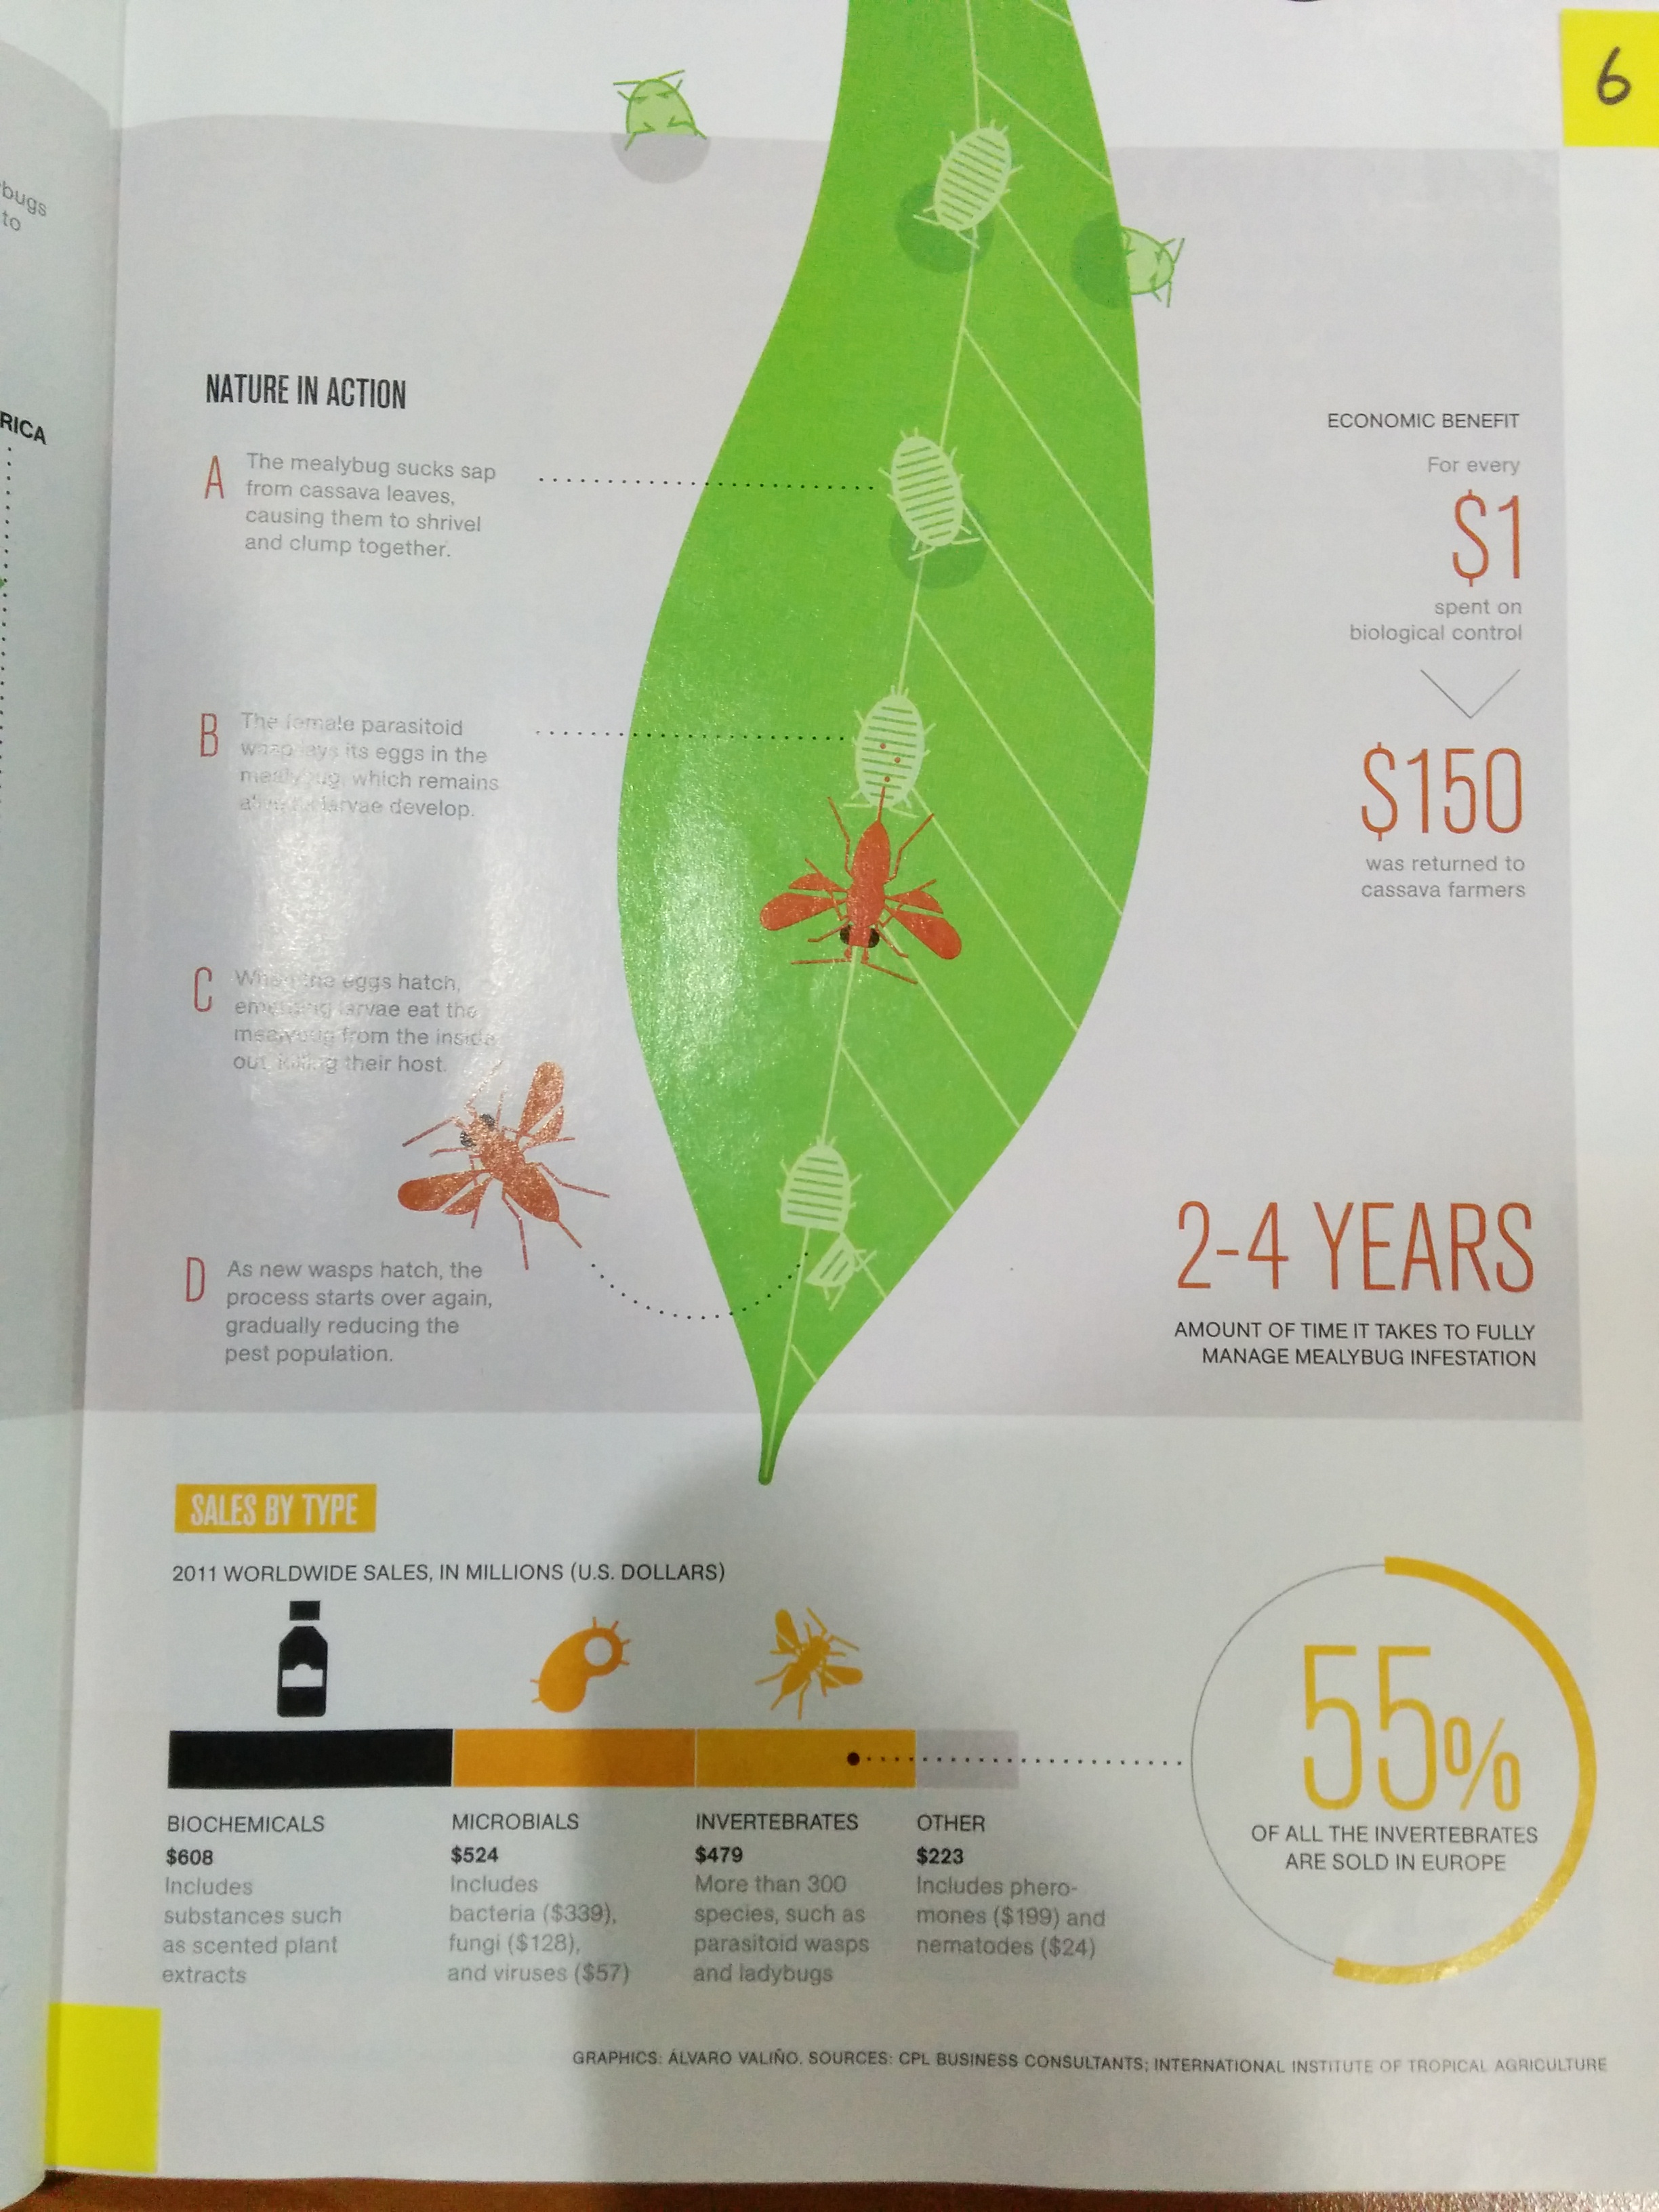 6
bugs
to
RICA
NATURE IN ACTION
A
The mealybug sucks sap
from cassava leaves,
causing them to shrivel
and clump together.
B
The female parasitoid
wasp lays its eggs in the
mealybug, which remains
larvae develop.
C
When the eggs hatch,
emerging larvae eat the
mealybug from the inside
out, killing their host.
D
As new wasps hatch, the
process starts over again,
gradually reducing the
pest population.
ECONOMIC BENEFIT
For every
$1
spent on
biological control
$150
was returned to
cassava farmers
2-4 YEARS
AMOUNT OF TIME IT TAKES TO FULLY
MANAGE MEALYBUG INFESTATION
SALES BY TYPE
2011 WORLDWIDE SALES, IN MILLIONS (U.S. DOLLARS)
BIOCHEMICALS
$608
Includes
substances such
as scented plant
extracts
MICROBIALS
$524
Includes
bacteria ($339),
fungi ($128),
and viruses ($57)
INVERTEBRATES
$479
More than 300
species, such as
parasitoid wasps
and ladybugs
OTHER
$223
Includes phero-
mones ($199) and
nematodes ($24)
55%
OF ALL THE INVERTEBRATES
ARE SOLD IN EUROPE
GRAPHICS: ÁLVARO VALIÑO. SOURCES: CPL BUSINESS CONSULTANTS; INTERNATIONAL INSTITUTE OF TROPICAL AGRICULTURE